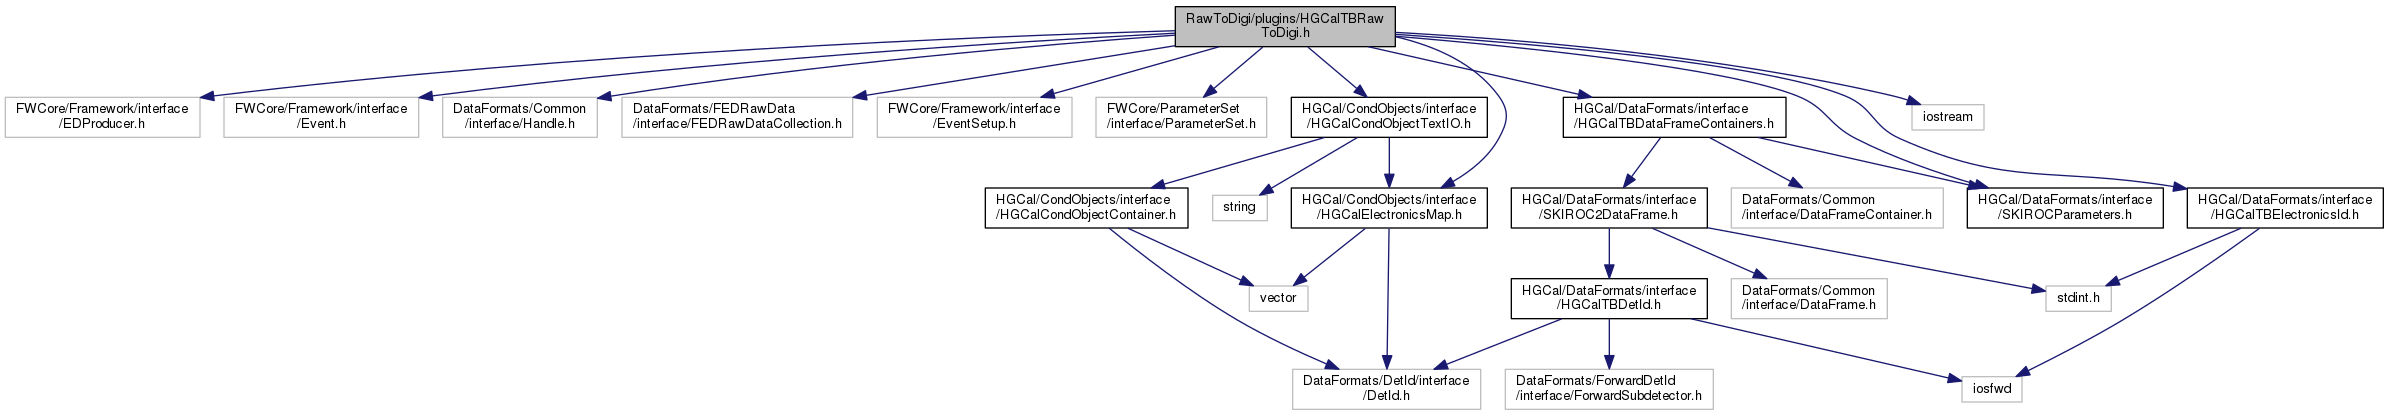 RawToDigi/plugins/HGCalTBRaw
ToDigi.h
FWCore/Framework/interface
/EDProducer.h
FWCore/Framework/interface
/Event.h
DataFormats/Common
/interface/Handle.h
DataFormats/FEDRawData
/interface/FEDRawDataCollection.h
FWCore/Framework/interface
/EventSetup.h
FWCore/ParameterSet
/interface/ParameterSet.h
HGCal/CondObjects/interface
/HGCalCondObjectTextIO.h
HGCal/DataFormats/interface
/HGCalTBDataFrameContainers.h
iostream
HGCal/CondObjects/interface
/HGCalCondObjectContainer.h
string
HGCal/CondObjects/interface
/HGCalElectronicsMap.h
HGCal/DataFormats/interface
/SKIROC2DataFrame.h
DataFormats/Common
/interface/DataFrameContainer.h
HGCal/DataFormats/interface
/SKIROCParameters.h
HGCal/DataFormats/interface
/HGCalTBElectronicsId.h
vector
HGCal/DataFormats/interface
/HGCalTBDetId.h
DataFormats/Common
/interface/DataFrame.h
stdint.h
DataFormats/DetId/interface
/DetId.h
DataFormats/ForwardDetId
/interface/ForwardSubdetector.h
iosfwd